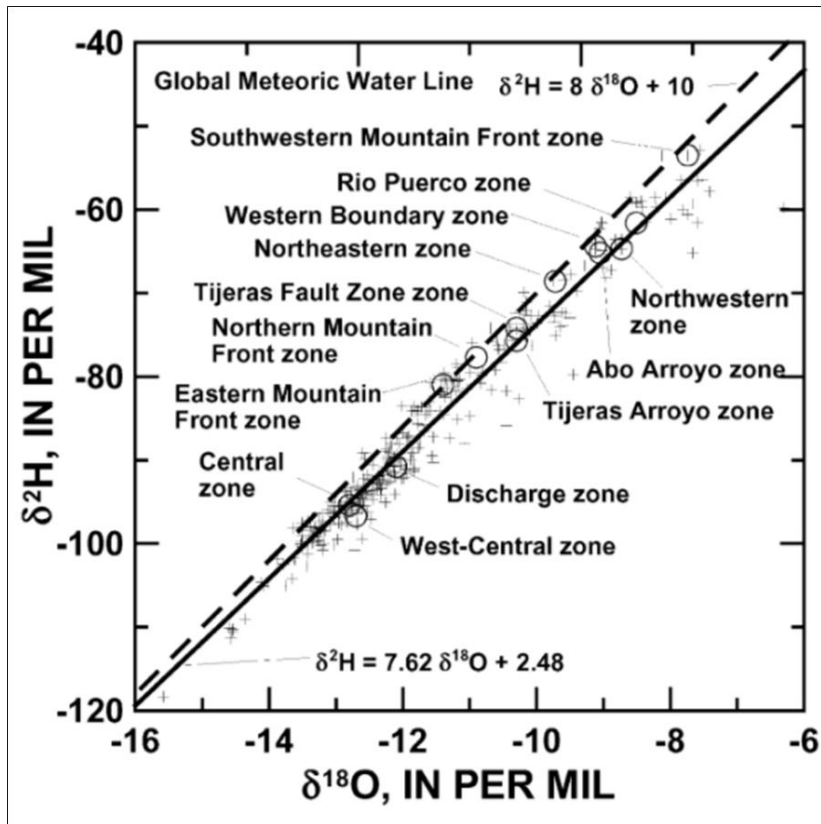 -40
Global Meteoric Water Line
δ²H = 8 δ¹⁸O + 10
Southwestern Mountain Front zone
Rio Puerco zone
-60
Western Boundary zone
Northeastern zone
Tijeras Fault Zone zone
Northwestern
zone
Northern Mountain
Front zone
Abo Arroyo zone
-80
Eastern Mountain
Front zone
Tijeras Arroyo zone
Central
zone
Discharge zone
-100
West-Central zone
δ²H = 7.62 δ¹⁸O + 2.48
-120
δ²H, IN PER MIL
-16 -14 -12 -10 -8 -6
δ¹⁸O, IN PER MIL